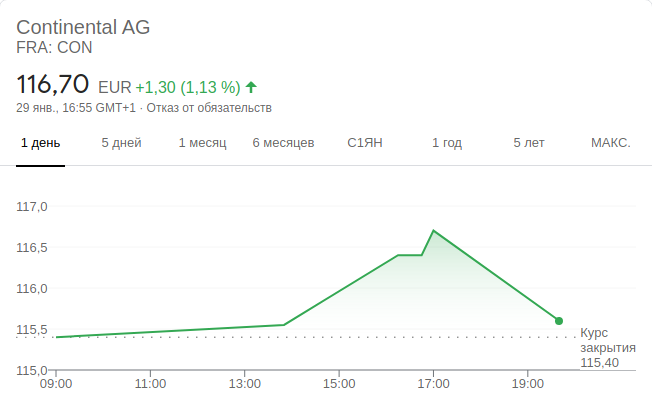 Continental AG
FRA: CON
116,70 EUR +1,30 (1,13 %)
29 янв., 16:55 GMT+1 · Отказ от обязательств
1 день 5 дней 1 месяц 6 месяцев С1ЯН 1 год 5 лет МАКС.
117,0
116,5
116,0
115,5
115,0
Курс
закрытия
115,40
09:00 11:00 13:00 15:00 17:00 19:00